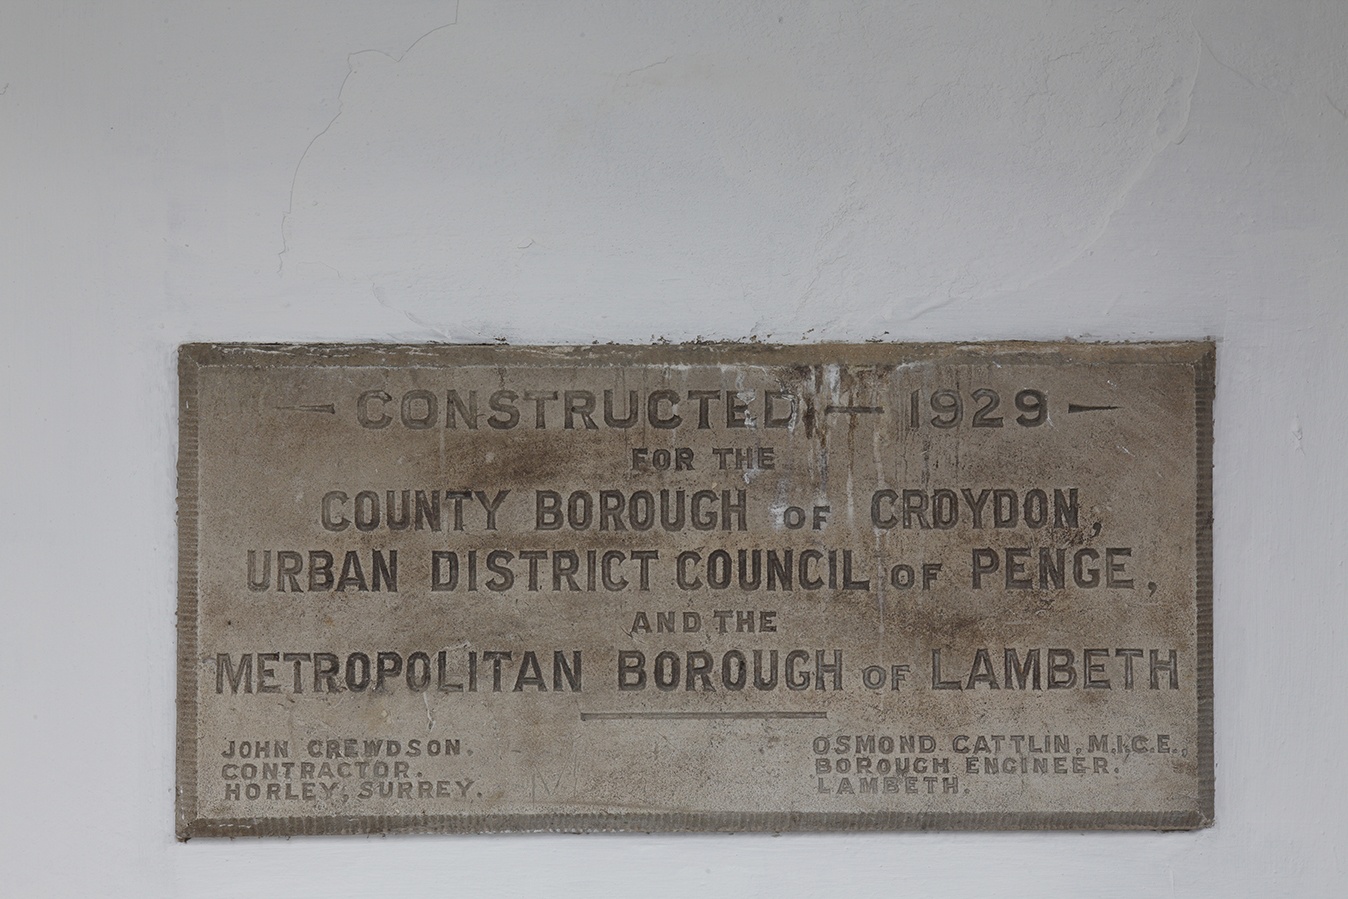 — CONSTRUCTED — 1929 —
FOR THE
COUNTY BOROUGH OF CROYDON,
URBAN DISTRICT COUNCIL OF PENGE,
AND THE
METROPOLITAN BOROUGH OF LAMBETH
JOHN CREWDSON.
CONTRACTOR.
HORLEY, SURREY.
OSMOND CATTLIN, M.I.C.E.,
BOROUGH ENGINEER.
LAMBETH.